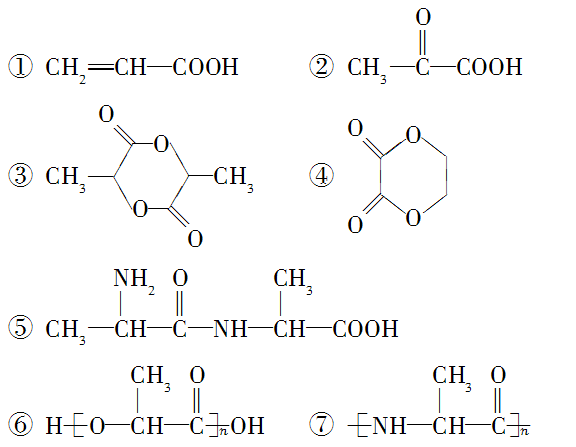 O O
① CH₂=CH—COOH ② CH₃—C—COOH
O O O O
③ CH₃ CH₃ ④
O O O O
NH₂ O CH₃
⑤ CH₃—CH—C—NH—CH—COOH
CH₃ O CH₃ O
⑥ H—[O—CH—C]ₙOH ⑦ —[NH—CH—C]ₙ